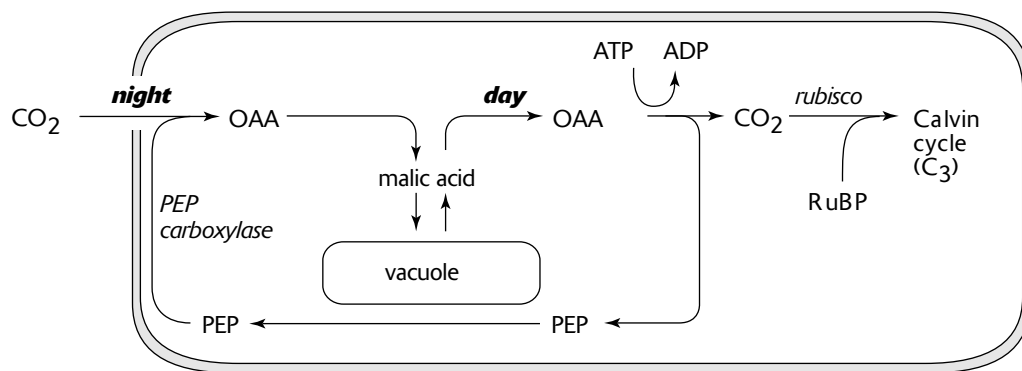 ATP ADP
night day rubisco
CO2 OAA OAA CO2 Calvin
cycle
(C3)
malic acid
RuBP
PEP
carboxylase
vacuole
PEP PEP